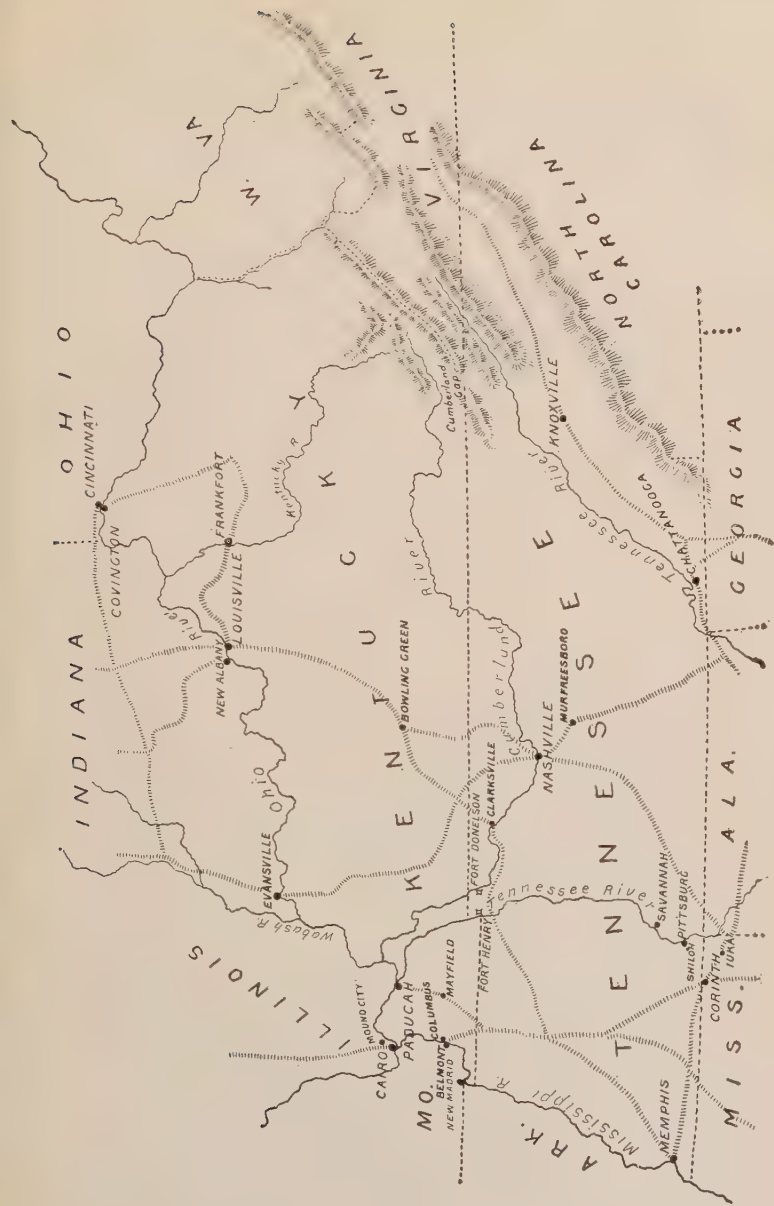 INDIANA
OHIO
ILLINOIS
W. VA
VIRGINIA
NORTH
CAROLINA
KENTUCKY
TENNESSEE
MO.
ARK.
MISS.
ALA.
GEORGIA
CINCINNATI
COVINGTON
FRANKFORT
LOUISVILLE
NEW ALBANY
River
Ohio
Kentucky R
EVANSVILLE
Wabash R.
BOWLING GREEN
MOUND CITY
CAIRO
PADUCAH
COLUMBUS
MAYFIELD
BELMONT
NEW MADRID
Cumberland
Gap
Cumberland River
FORT DONELSON
CLARKSVILLE
FORT HENRY
NASHVILLE
MURFREESBORO
KNOXVILLE
Tennessee River
CHATTANOOGA
Tennessee River
SAVANNAH
PITTSBURG
SHILOH
CORINTH
IUKA
Mississippi R.
MEMPHIS